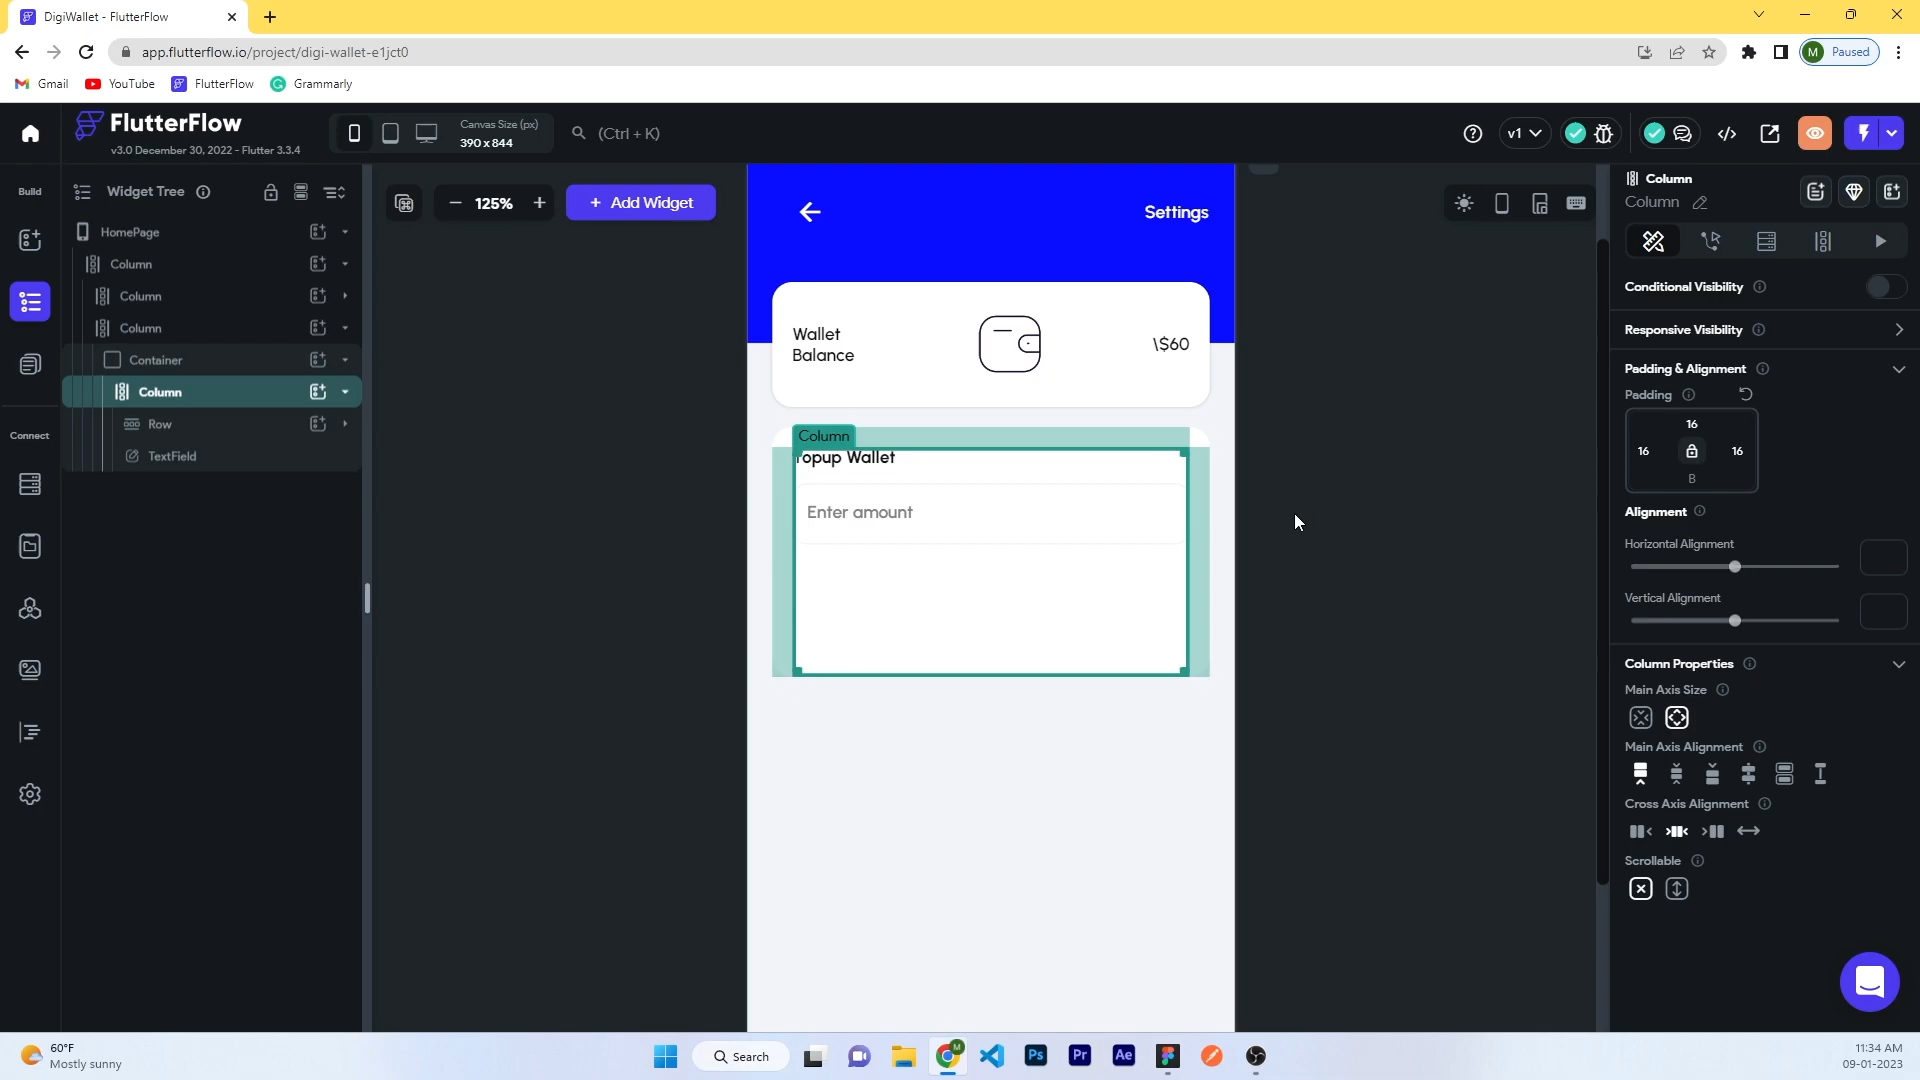 DigiWallet - FlutterFlow
app.flutterflow.io/project/digi-wallet-e1jct0
M Paused
Gmail
YouTube
FlutterFlow
Grammarly
FlutterFlow
v3.0 December 30, 2022 - Flutter 3.3.4
Canvas Size (px)
390 x 844
(Ctrl + K)
v1
Build
Connect
Widget Tree
HomePage
Column
Column
Column
Container
Column
Row
TextField
125%
+ Add Widget
Settings
Wallet
Balance
\$60
Column
Topup Wallet
Enter amount
Column
Column
Conditional Visibility
Responsive Visibility
Padding & Alignment
Padding
16
16
16
B
Alignment
Horizontal Alignment
Vertical Alignment
Column Properties
Main Axis Size
Main Axis Alignment
Cross Axis Alignment
Scrollable
60°F
Mostly sunny
Search
M
Ps
Pr
Ae
11:34 AM
09-01-2023